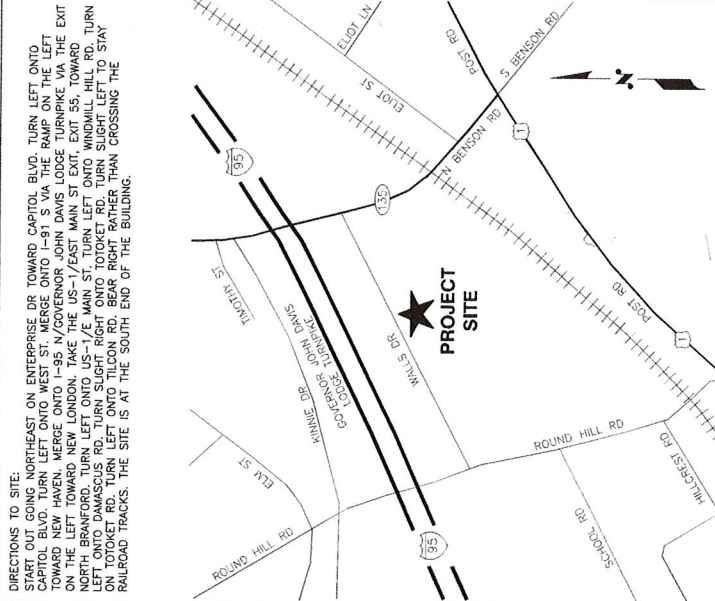 DIRECTIONS TO SITE:
START OUT GOING NORTHEAST ON ENTERPRISE DR TOWARD CAPITOL BLVD. TURN LEFT ONTO
CAPITOL BLVD. TURN LEFT ONTO WEST ST. MERGE ONTO I-91 S VIA THE RAMP ON THE LEFT
TOWARD NEW HAVEN. MERGE ONTO I-95 N/GOVERNOR JOHN DAVIS LODGE TURNPIKE VIA THE EXIT
ON THE LEFT TOWARD NEW LONDON. TAKE THE US-1/EAST MAIN ST EXIT, EXIT 55, TOWARD
NORTH BRANFORD. TURN LEFT ONTO US-1/E MAIN ST. TURN LEFT ONTO WINDMILL HILL RD. TURN
LEFT ONTO DAMASCUS RD. TURN SLIGHT RIGHT ONTO TOTOKET RD. TURN SLIGHT LEFT TO STAY
ON TOTOKET RD. TURN LEFT ONTO TILCON RD. BEAR RIGHT RATHER THAN CROSSING THE
RAILROAD TRACKS. THE SITE IS AT THE SOUTH END OF THE BUILDING.
ELIOT LN
POST RD
ELIOT ST
S BENSON RD
95
N BENSON RD
1
135
TIMOTHY ST
KINNIE DR
GOVERNOR JOHN DAVIS
LODGE TURNPIKE
WALLS DR
PROJECT
SITE
POST RD
1
ELM ST
ROUND HILL RD
ROUND HILL RD
95
SCHOOL RD
HILLCREST RD
N